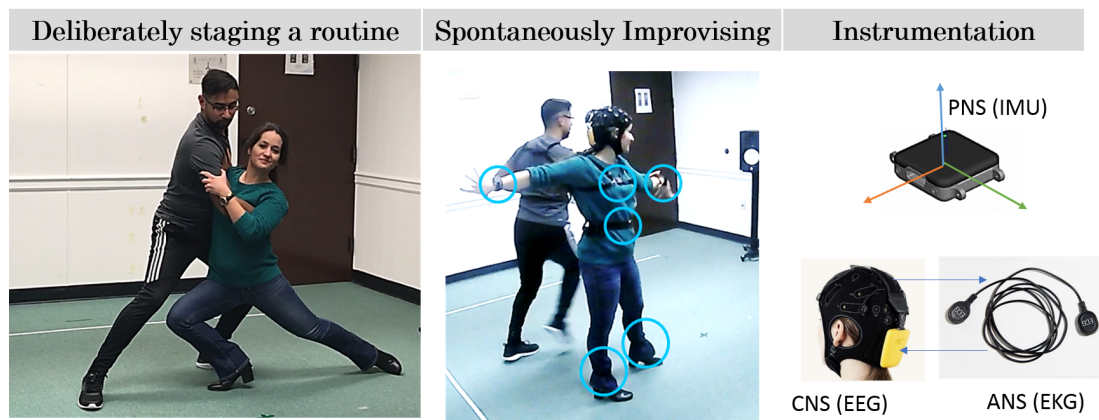 Deliberately staging a routine
Spontaneously Improvising
Instrumentation
PNS (IMU)
CNS (EEG)
ANS (EKG)